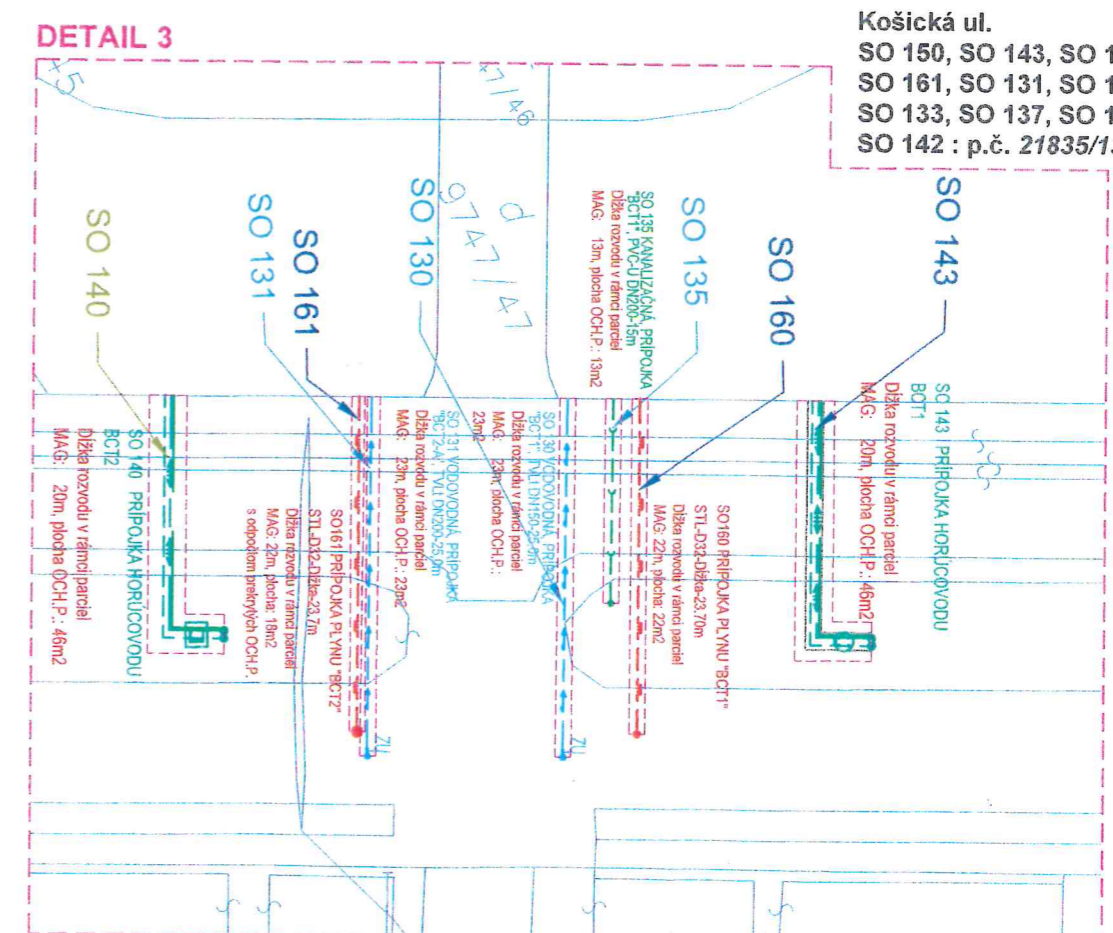 DETAIL 3
Košická ul.
SO 150, SO 143, SO 1
SO 161, SO 131, SO 1
SO 133, SO 137, SO 1
SO 142 : p.č. 21835/1
47/46
d
9747/47
SO 143
SO 160
SO 135
SO 130
SO 161
SO 131
SO 140
SO 143 PRÍPOJKA HORÚCOVODU
BCT1
Dĺžka rozvodu v rámci parciel
MAG: 20m, plocha OCH.P.: 46m2
SO160 PRÍPOJKA PLYNU "BCT1"
STL-D32-Dĺžka-23.70m
Dĺžka rozvodu v rámci parciel
MAG: 22m, plocha: 22m2
SO 135 KANALIZAČNÁ PRÍPOJKA
"BCT1", PVC-U DN200-15m
Dĺžka rozvodu v rámci parciel
MAG: 13m, plocha OCH.P.: 13m2
SO 130 VODOVODNÁ PRÍPOJKA
"BCT1", TVLT DN150-25.0m
Dĺžka rozvodu v rámci parciel
MAG: 23m, plocha OCH.P.:
23m2
SO 131 VODOVODNÁ PRÍPOJKA
"BCT2-A", TVLT DN200-25.0m
Dĺžka rozvodu v rámci parciel
MAG: 23m, plocha OCH.P.: 23m2
SO161 PRÍPOJKA PLYNU "BCT2"
STL-D32-Dĺžka-23.7m
Dĺžka rozvodu v rámci parciel
MAG: 22m, plocha: 18m2
s odpočtom prekrytých OCH.P.
SO 140 PRÍPOJKA HORÚCOVODU
BCT2
Dĺžka rozvodu v rámci parciel
MAG: 20m, plocha OCH.P.: 46m2
ZU
ZU